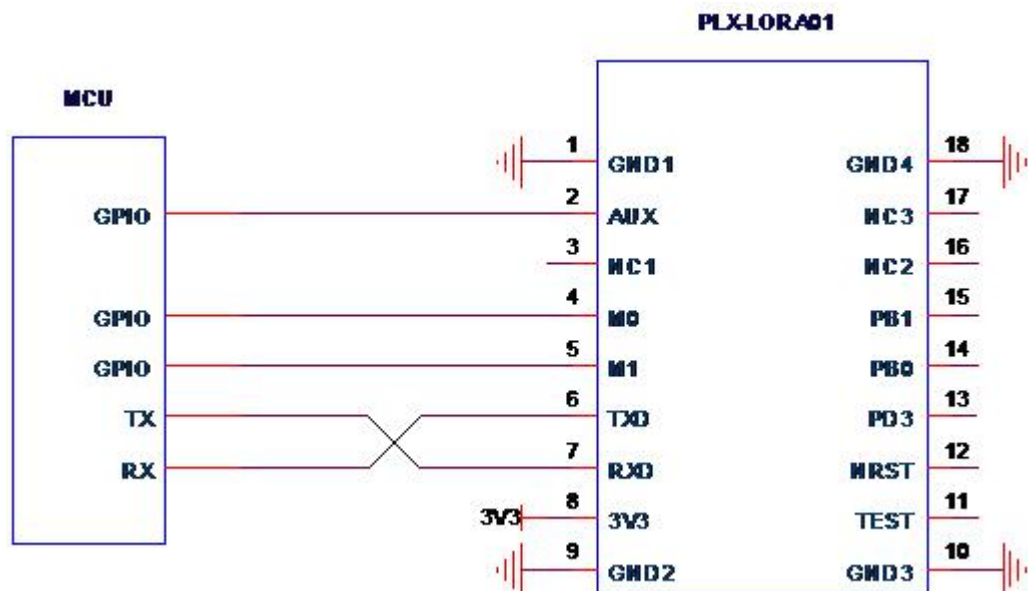 PLX-LORA01
MCU
1 GND1 GND4 18
GPIO 2 AUX NC3 17
3 NC1 NC2 16
GPIO 4 M0 PB1 15
GPIO 5 M1 PB0 14
TX 6 TXD PD3 13
RX 7 RXD NRST 12
3V3 8 3V3 TEST 11
9 GND2 GND3 10